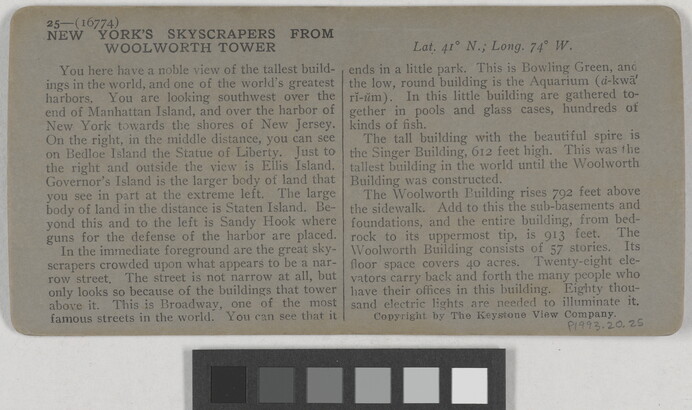 25—(16774)
NEW YORK'S SKYSCRAPERS FROM
WOOLWORTH TOWER
Lat. 41° N.; Long. 74° W.
You here have a noble view of the tallest build-
ings in the world, and one of the world's greatest
harbors. You are looking southwest over the
end of Manhattan Island, and over the harbor of
New York towards the shores of New Jersey.
On the right, in the middle distance, you can see
on Bedloe Island the Statue of Liberty. Just to
the right and outside the view is Ellis Island.
Governor's Island is the larger body of land that
you see in part at the extreme left. The large
body of land in the distance is Staten Island. Be-
yond this and to the left is Sandy Hook where
guns for the defense of the harbor are placed.
In the immediate foreground are the great sky-
scrapers crowded upon what appears to be a nar-
row street. The street is not narrow at all, but
only looks so because of the buildings that tower
above it. This is Broadway, one of the most
famous streets in the world. You can see that it
ends in a little park. This is Bowling Green, and
the low, round building is the Aquarium (ȧ-kwā'
rĭ-ŭm). In this little building are gathered to-
gether in pools and glass cases, hundreds of
kinds of fish.
The tall building with the beautiful spire is
the Singer Building, 612 feet high. This was the
tallest building in the world until the Woolworth
Building was constructed.
The Woolworth Building rises 792 feet above
the sidewalk. Add to this the sub-basements and
foundations, and the entire building, from bed-
rock to its uppermost tip, is 913 feet. The
Woolworth Building consists of 57 stories. Its
floor space covers 40 acres. Twenty-eight ele-
vators carry back and forth the many people who
have their offices in this building. Eighty thou-
sand electric lights are needed to illuminate it.
Copyright by The Keystone View Company.
P1993.20.25